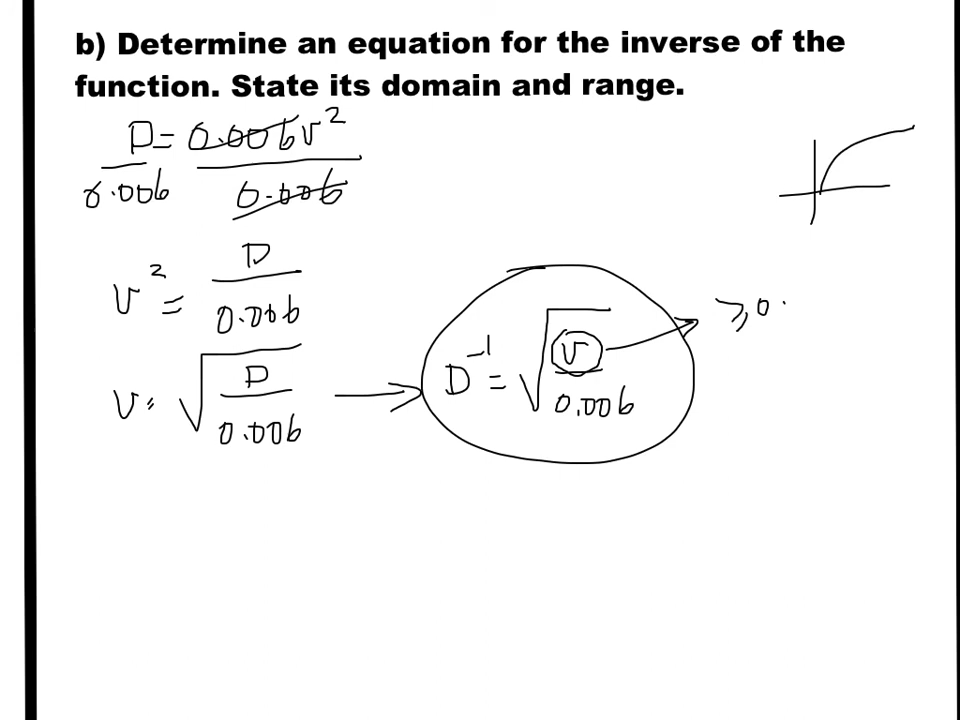 b) Determine an equation for the inverse of the
function. State its domain and range.
D = 0.006v²
0.006 0.006
v² = D / 0.006
v = √(D / 0.006) → D⁻¹ = √(v / 0.006) → ≥0.